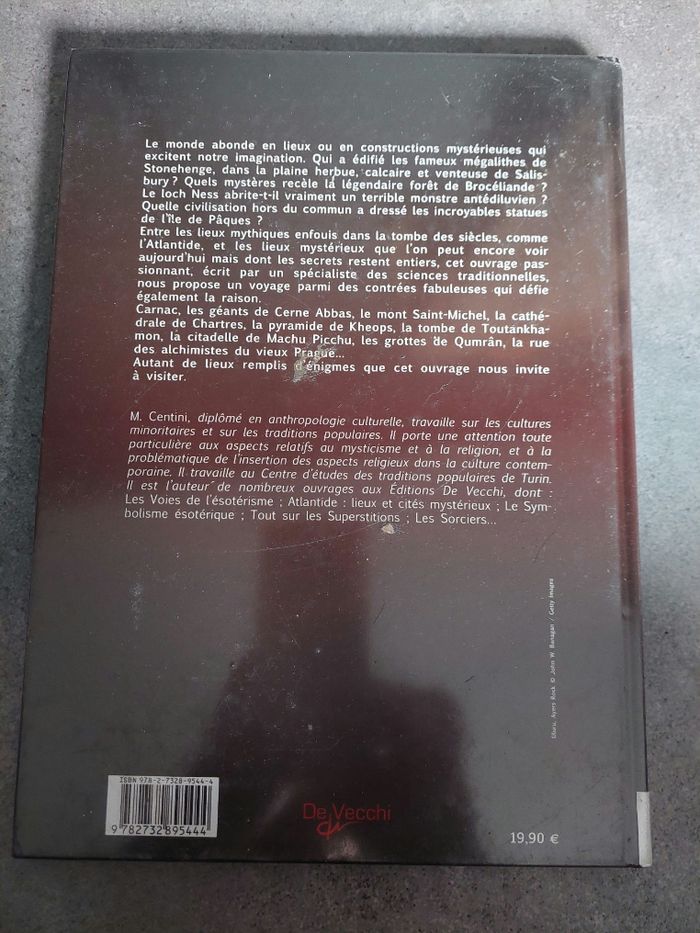 Le monde abonde en lieux ou en constructions mystérieuses qui
excitent notre imagination. Qui a édifié les fameux mégalithes de
Stonehenge, dans la plaine herbue, calcaire et venteuse de Salis-
bury ? Quels mystères recèle la légendaire forêt de Brocéliande ?
Le loch Ness abrite-t-il vraiment un terrible monstre antédiluvien ?
Quelle civilisation hors du commun a dressé les incroyables statues
de l'île de Pâques ?
Entre les lieux mythiques enfouis dans la tombe des siècles, comme
l'Atlantide, et les lieux mystérieux que l'on peut encore voir
aujourd'hui mais dont les secrets restent entiers, cet ouvrage pas-
sionnant, écrit par un spécialiste des sciences traditionnelles,
nous propose un voyage parmi des contrées fabuleuses qui défie
également la raison.
Carnac, les géants de Cerne Abbas, le mont Saint-Michel, la cathé-
drale de Chartres, la pyramide de Kheops, la tombe de Toutankha-
mon, la citadelle de Machu Picchu, les grottes de Qumrân, la rue
des alchimistes du vieux Prague...
Autant de lieux remplis d'énigmes que cet ouvrage nous invite
à visiter.
M. Centini, diplômé en anthropologie culturelle, travaille sur les cultures
minoritaires et sur les traditions populaires. Il porte une attention toute
particulière aux aspects relatifs au mysticisme et à la religion, et à la
problématique de l'insertion des aspects religieux dans la culture contem-
poraine. Il travaille au Centre d'études des traditions populaires de Turin.
Il est l'auteur de nombreux ouvrages aux Éditions De Vecchi, dont :
Les Voies de l'ésotérisme ; Atlantide : lieux et cités mystérieux ; Le Sym-
bolisme ésotérique ; Tout sur les Superstitions ; Les Sorciers...
Uluru, Ayers Rock © John W. Banagan / Getty Images
ISBN 978-2-7328-9544-4
9 782732 895444
De Vecchi
19,90 €